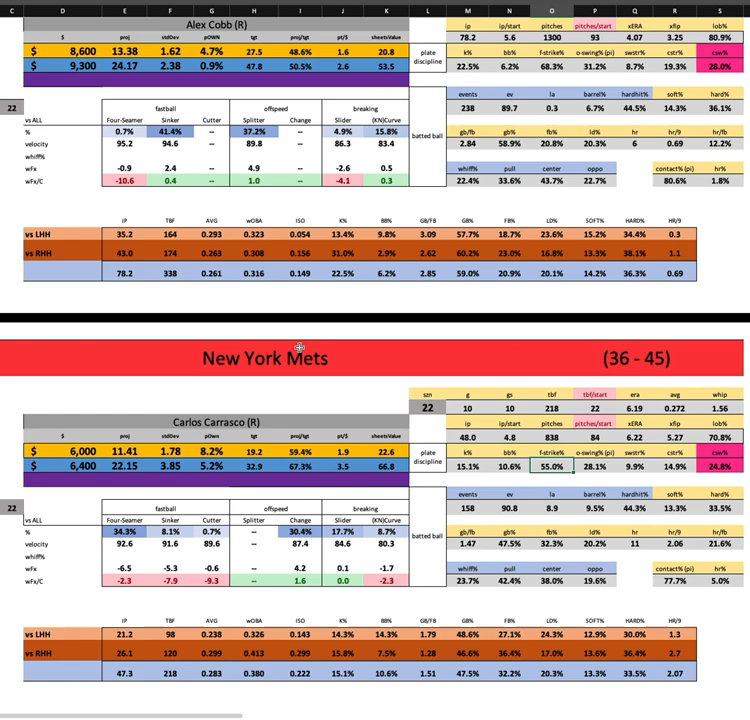 C D E F G H I J K L M N O P Q R S
Alex Cobb (R) ip ip/start pitches pitches/start xERA xfip lob%
$ proj stdDev pOWN tgt proj/tgt pt/$ sheetsValue 78.2 5.6 1300 93 4.07 3.25 80.9%
$ 8,600 13.38 1.62 4.7% 27.5 48.6% 1.6 20.8 plate discipline k% bb% f-strike% o-swing% (pi) swstr% cstr% csw%
$ 9,300 24.17 2.38 0.9% 47.8 50.5% 2.6 53.5 22.5% 6.2% 68.3% 31.2% 8.7% 19.3% 28.0%
events ev la barrel% hardhit% soft% hard%
22 fastball offspeed breaking 238 89.7 0.3 6.7% 44.5% 14.3% 36.1%
vs ALL Four-Seamer Sinker Cutter Splitter Change Slider (KN)Curve
% 0.7% 41.4% -- 37.2% -- 4.9% 15.8% batted ball gb/fb gb% fb% ld% hr hr/9 hr/fb
velocity 95.2 94.6 -- 89.8 -- 86.3 83.4 2.84 58.9% 20.8% 20.3% 6 0.69 12.2%
whiff%
wFx -0.9 2.4 -- 4.9 -- -2.6 0.5 whiff% pull center oppo contact% (pi) hr%
wFx/C -10.6 0.4 -- 1.0 -- -4.1 0.3 22.4% 33.6% 43.7% 22.7% 80.6% 1.8%
IP TBF AVG wOBA ISO K% BB% GB/FB GB% FB% LD% SOFT% HARD% HR/9
vs LHH 35.2 164 0.293 0.323 0.054 13.4% 9.8% 3.09 57.7% 18.7% 23.6% 15.2% 34.4% 0.3
vs RHH 43.0 174 0.263 0.308 0.156 31.0% 2.9% 2.62 60.2% 23.0% 16.8% 13.3% 38.1% 1.1
78.2 338 0.261 0.316 0.149 22.5% 6.2% 2.85 59.0% 20.9% 20.1% 14.2% 36.3% 0.69
New York Mets (36 - 45)
szn g gs tbf tbf/start era avg whip
22 10 10 218 22 6.19 0.272 1.56
Carlos Carrasco (R) ip ip/start pitches pitches/start xERA xfip lob%
$ proj stdDev pOwn tgt proj/tgt pt/$ sheetsValue 48.0 4.8 838 84 6.22 5.27 70.8%
$ 6,000 11.41 1.78 8.2% 19.2 59.4% 1.9 22.6 plate discipline k% bb% f-strike% o-swing% (pi) swstr% cstr% csw%
$ 6,400 22.15 3.85 5.2% 32.9 67.3% 3.5 66.8 15.1% 10.6% 55.0% 28.1% 9.9% 14.9% 24.8%
events ev la barrel% hardhit% soft% hard%
22 fastball offspeed breaking 158 90.8 8.9 9.5% 44.3% 13.3% 33.5%
vs ALL Four-Seamer Sinker Cutter Splitter Change Slider (KN)Curve
% 34.3% 8.1% 0.7% -- 30.4% 17.7% 8.7% batted ball gb/fb gb% fb% ld% hr hr/9 hr/fb
velocity 92.6 91.6 89.6 -- 87.4 84.6 80.3 1.47 47.5% 32.3% 20.2% 11 2.06 21.6%
whiff%
wFx -6.5 -5.3 -0.6 4.2 0.1 -1.7 whiff% pull center oppo contact% (pi) hr%
wFx/C -2.3 -7.9 -9.3 -- 1.6 0.0 -2.3 23.7% 42.4% 38.0% 19.6% 77.7% 5.0%
IP TBF AVG wOBA ISO K% BB% GB/FB GB% FB% LD% SOFT% HARD% HR/9
vs LHH 21.2 98 0.238 0.326 0.143 14.3% 14.3% 1.79 48.6% 27.1% 24.3% 12.9% 30.0% 1.3
vs RHH 26.1 120 0.299 0.413 0.299 15.8% 7.5% 1.28 46.6% 36.4% 17.0% 13.6% 36.4% 2.7
47.3 218 0.283 0.380 0.222 15.1% 10.6% 1.51 47.5% 32.2% 20.3% 13.3% 33.5% 2.07